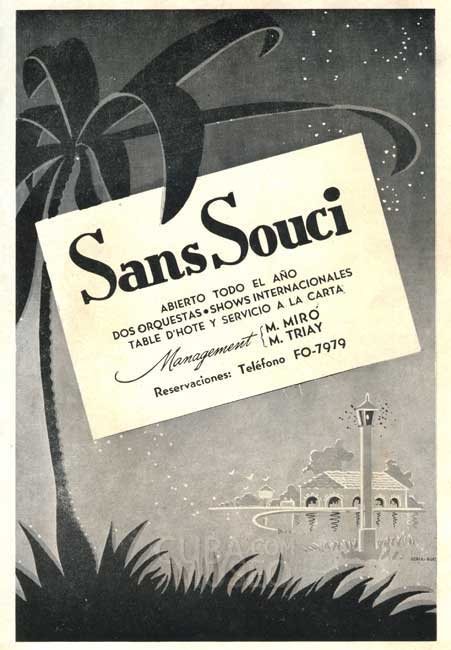 Sans Souci
ABIERTO TODO EL AÑO
DOS ORQUESTAS • SHOWS INTERNACIONALES
TABLE D'HOTE Y SERVICIO A LA CARTA
Management { M. MIRÓ
M. TRIAY
Reservaciones: Teléfono FO-7979